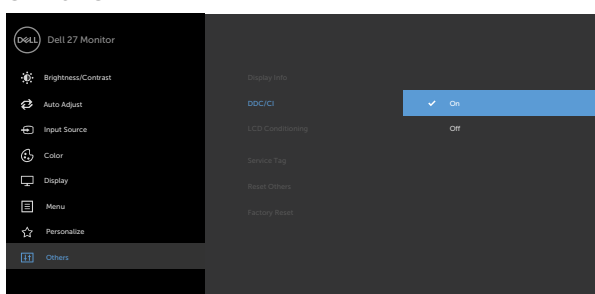 DELL Dell 27 Monitor
Brightness/Contrast
Display Info
Auto Adjust
DDC/CI
On
Input Source
LCD Conditioning
Off
Color
Service Tag
Display
Reset Others
Menu
Factory Reset
Personalize
Others